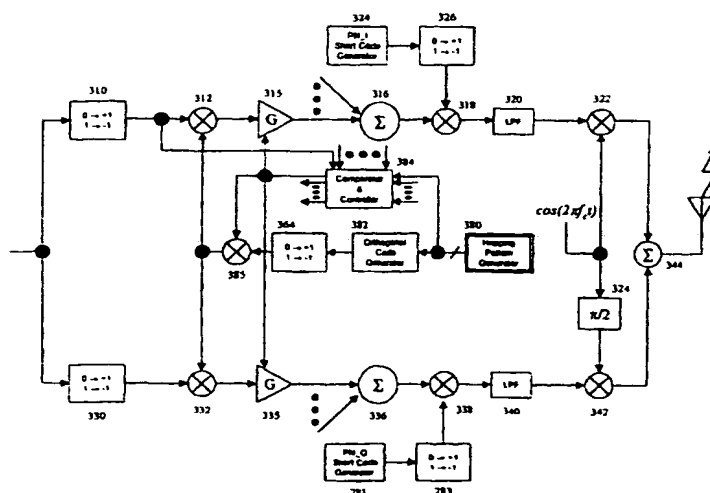 324
326
PN_I
Short Code
Generator
0 → +1
1 → -1
310
312
315
316
318
320
322
0 → +1
1 → -1
G
Σ
LPF
384
Comparator
&
Controller
cos(2πf_c t)
364
382
380
0 → +1
1 → -1
Orthogonal
Code
Generator
Hopping
Pattern
Generator
385
Σ
344
324
π/2
0 → +1
1 → -1
G
Σ
LPF
330
332
335
336
338
340
342
PN_Q
Short Code
Generator
0 → +1
1 → -1
281
283